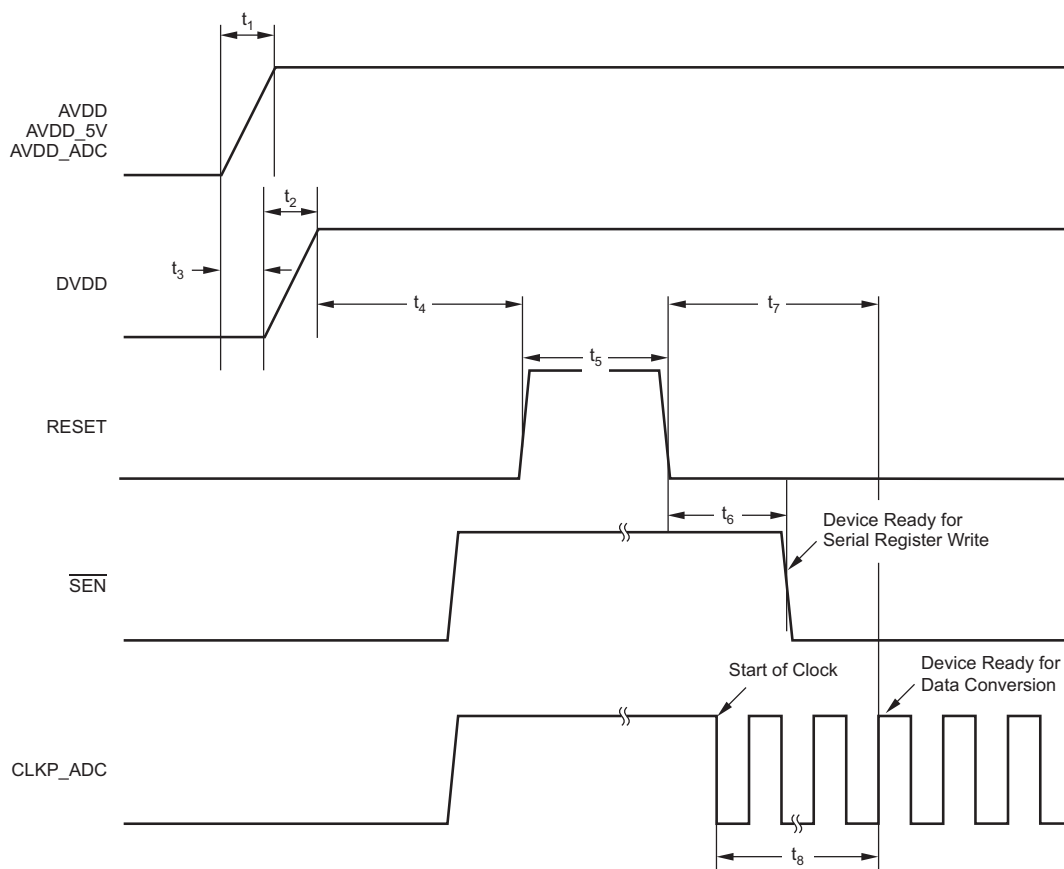 t1
AVDD
AVDD_5V
AVDD_ADC
t2
t3
DVDD
t4
t7
t5
RESET
t6
Device Ready for
Serial Register Write
SEN
Start of Clock
Device Ready for
Data Conversion
CLKP_ADC
t8